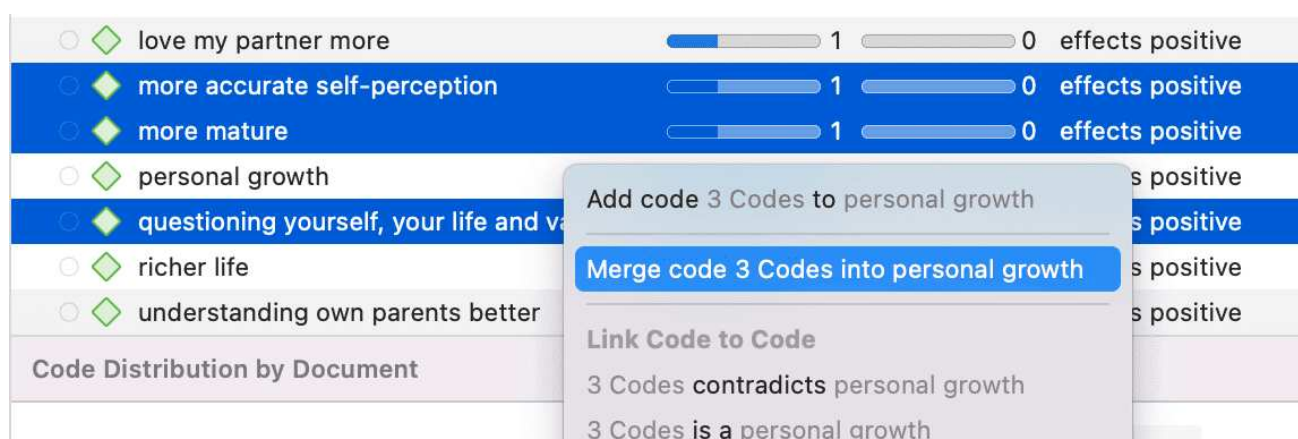 love my partner more 1 0 effects positive
more accurate self-perception 1 0 effects positive
more mature 1 0 effects positive
personal growth s positive
questioning yourself, your life and s positive
richer life s positive
understanding own parents better s positive
Code Distribution by Document
Add code 3 Codes to personal growth
Merge code 3 Codes into personal growth
Link Code to Code
3 Codes contradicts personal growth
3 Codes is a personal growth